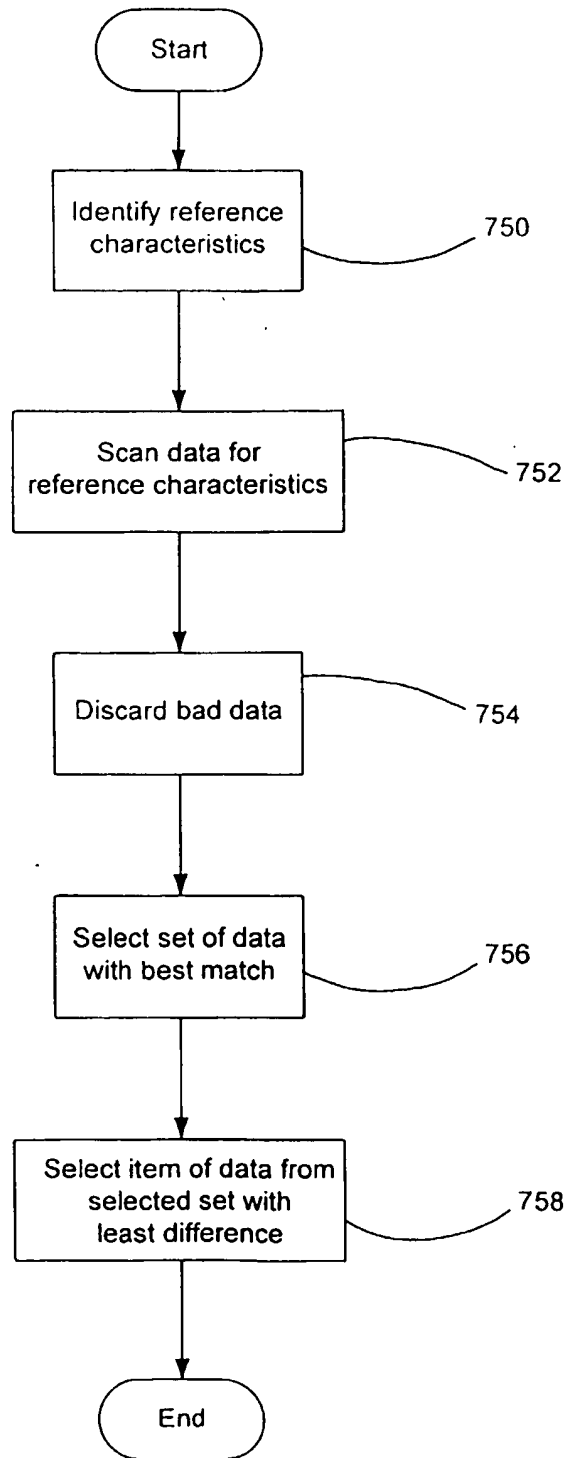 Start
Identify reference
characteristics
750
Scan data for
reference characteristics
752
Discard bad data
754
Select set of data
with best match
756
Select item of data from
selected set with
least difference
758
End